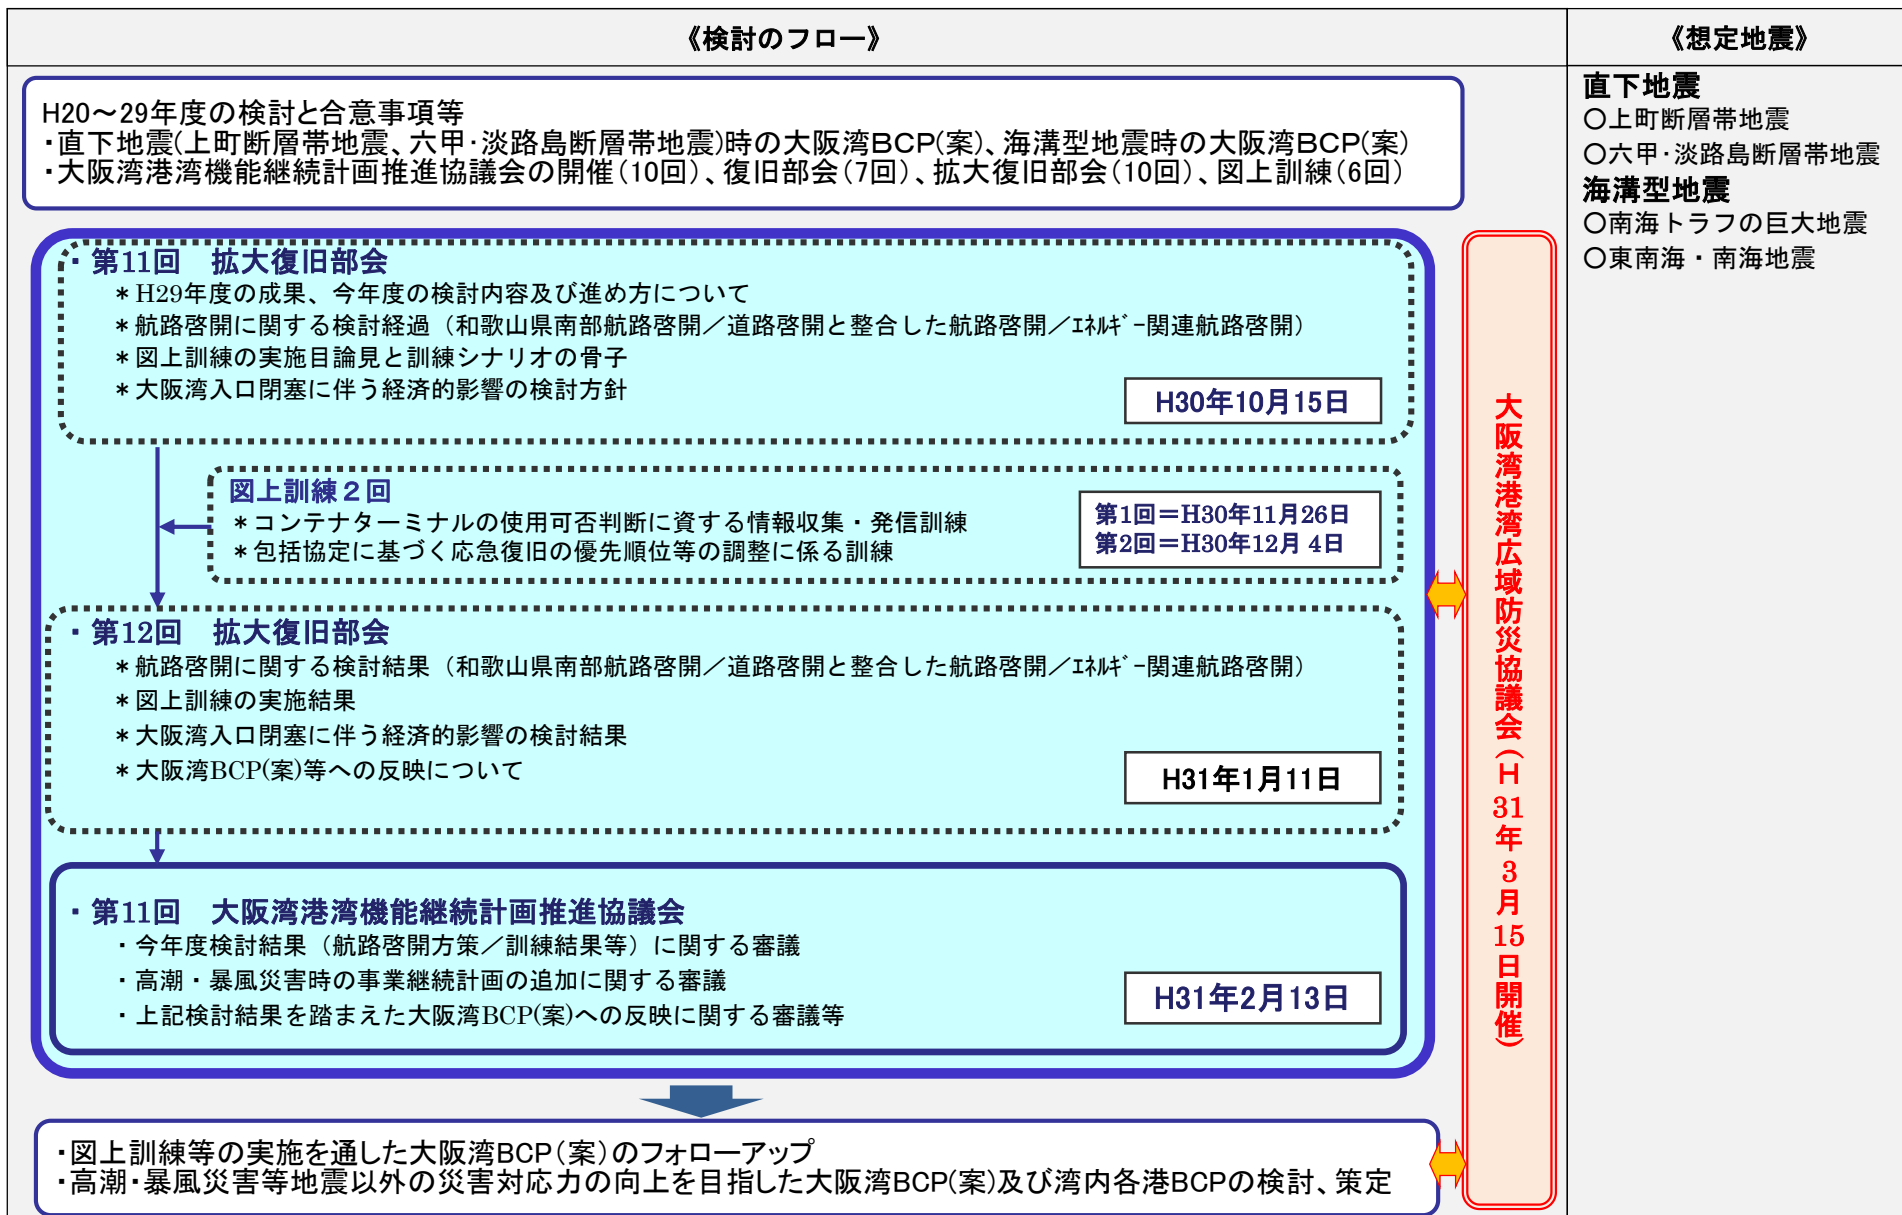 《検討のフロー》
《想定地震》
H20～29年度の検討と合意事項等
・直下地震(上町断層帯地震、六甲・淡路島断層帯地震)時の大阪湾BCP(案)、海溝型地震時の大阪湾BCP(案)
・大阪湾港湾機能継続計画推進協議会の開催(10回)、復旧部会(7回)、拡大復旧部会(10回)、図上訓練(6回)
・第11回　拡大復旧部会
＊H29年度の成果、今年度の検討内容及び進め方について
＊航路啓開に関する検討経過（和歌山県南部航路啓開／道路啓開と整合した航路啓開／ｴﾈﾙｷﾞｰ関連航路啓開）
＊図上訓練の実施目論見と訓練シナリオの骨子
＊大阪湾入口閉塞に伴う経済的影響の検討方針
H30年10月15日
図上訓練２回
＊コンテナターミナルの使用可否判断に資する情報収集・発信訓練
＊包括協定に基づく応急復旧の優先順位等の調整に係る訓練
第1回＝H30年11月26日
第2回＝H30年12月 4日
・第12回　拡大復旧部会
＊航路啓開に関する検討結果（和歌山県南部航路啓開／道路啓開と整合した航路啓開／ｴﾈﾙｷﾞｰ関連航路啓開）
＊図上訓練の実施結果
＊大阪湾入口閉塞に伴う経済的影響の検討結果
＊大阪湾BCP(案)等への反映について
H31年1月11日
・第11回　大阪湾港湾機能継続計画推進協議会
・今年度検討結果（航路啓開方策／訓練結果等）に関する審議
・高潮・暴風災害時の事業継続計画の追加に関する審議
・上記検討結果を踏まえた大阪湾BCP(案)への反映に関する審議等
H31年2月13日
・図上訓練等の実施を通した大阪湾BCP(案)のフォローアップ
・高潮・暴風災害等地震以外の災害対応力の向上を目指した大阪湾BCP(案)及び湾内各港BCPの検討、策定
大阪湾港湾広域防災協議会(H31年3月15日開催)
直下地震
〇上町断層帯地震
〇六甲・淡路島断層帯地震
海溝型地震
〇南海トラフの巨大地震
〇東南海・南海地震